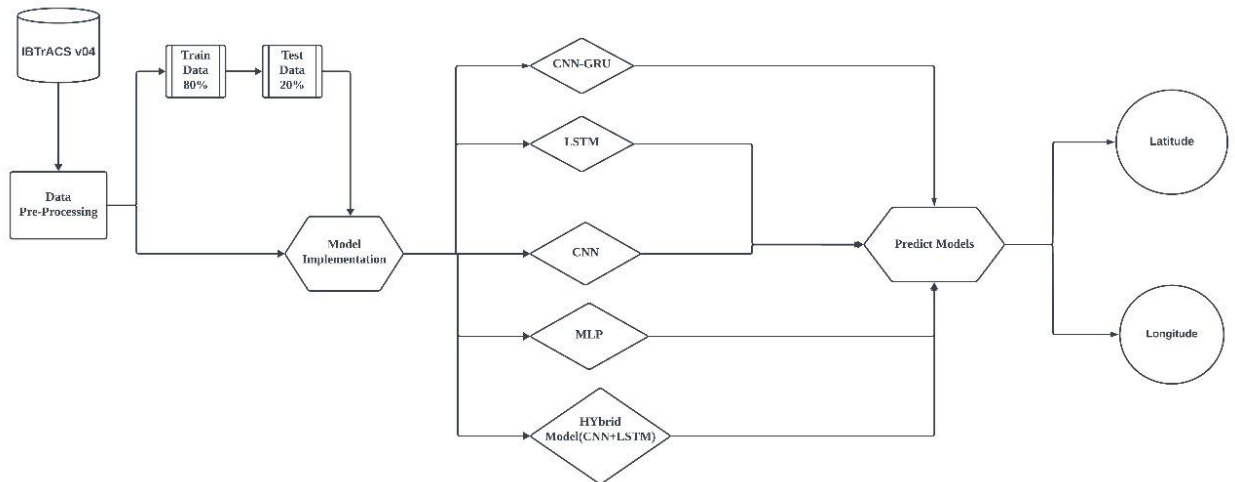 IBTrACS v04
Train
Data
80%
Test
Data
20%
Data
Pre-Processing
Model
Implementation
CNN-GRU
LSTM
CNN
MLP
HYbrid
Model(CNN+LSTM)
Predict Models
Latitude
Longitude